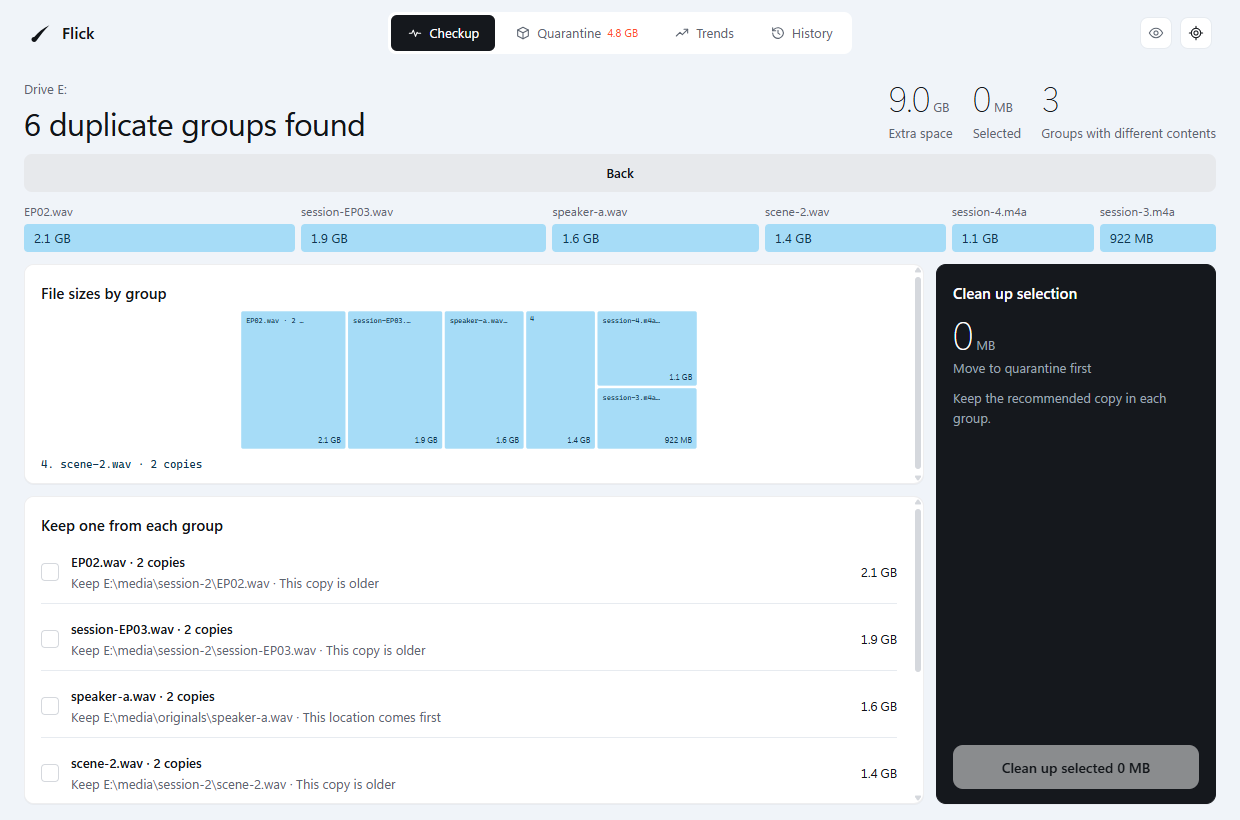 Flick
Checkup
Quarantine 4.8 GB
Trends
History
Drive E:
6 duplicate groups found
9.0 GB
Extra space
0 MB
Selected
3
Groups with different contents
Back
EP02.wav
session-EP03.wav
speaker-a.wav
scene-2.wav
session-4.m4a
session-3.m4a
2.1 GB
1.9 GB
1.6 GB
1.4 GB
1.1 GB
922 MB
File sizes by group
EP02.wav · 2 …
2.1 GB
session-EP03.…
1.9 GB
speaker-a.wav…
1.6 GB
4
1.4 GB
session-4.m4a…
1.1 GB
session-3.m4a…
922 MB
4. scene-2.wav · 2 copies
Keep one from each group
EP02.wav · 2 copies
Keep E:\media\session-2\EP02.wav · This copy is older
2.1 GB
session-EP03.wav · 2 copies
Keep E:\media\session-2\session-EP03.wav · This copy is older
1.9 GB
speaker-a.wav · 2 copies
Keep E:\media\originals\speaker-a.wav · This location comes first
1.6 GB
scene-2.wav · 2 copies
Keep E:\media\session-2\scene-2.wav · This copy is older
1.4 GB
Clean up selection
0 MB
Move to quarantine first
Keep the recommended copy in each
group.
Clean up selected 0 MB